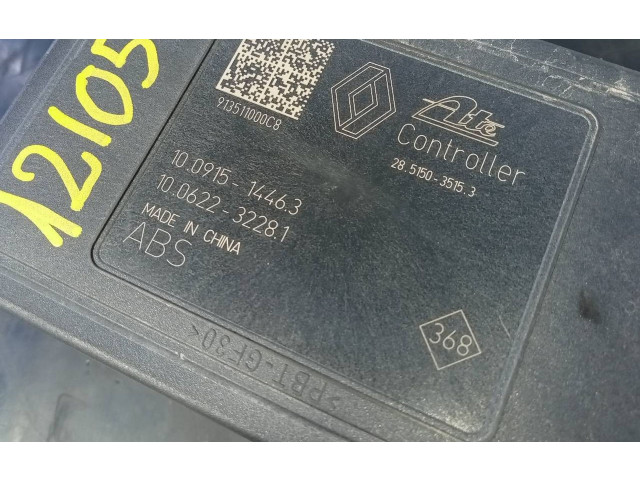 12105
913511000C8
Ate
Controller
28.5150-3515.3
10.0915-1446.3
10.0622-3228.1
MADE IN CHINA
ABS
368
>PBT-GF30<